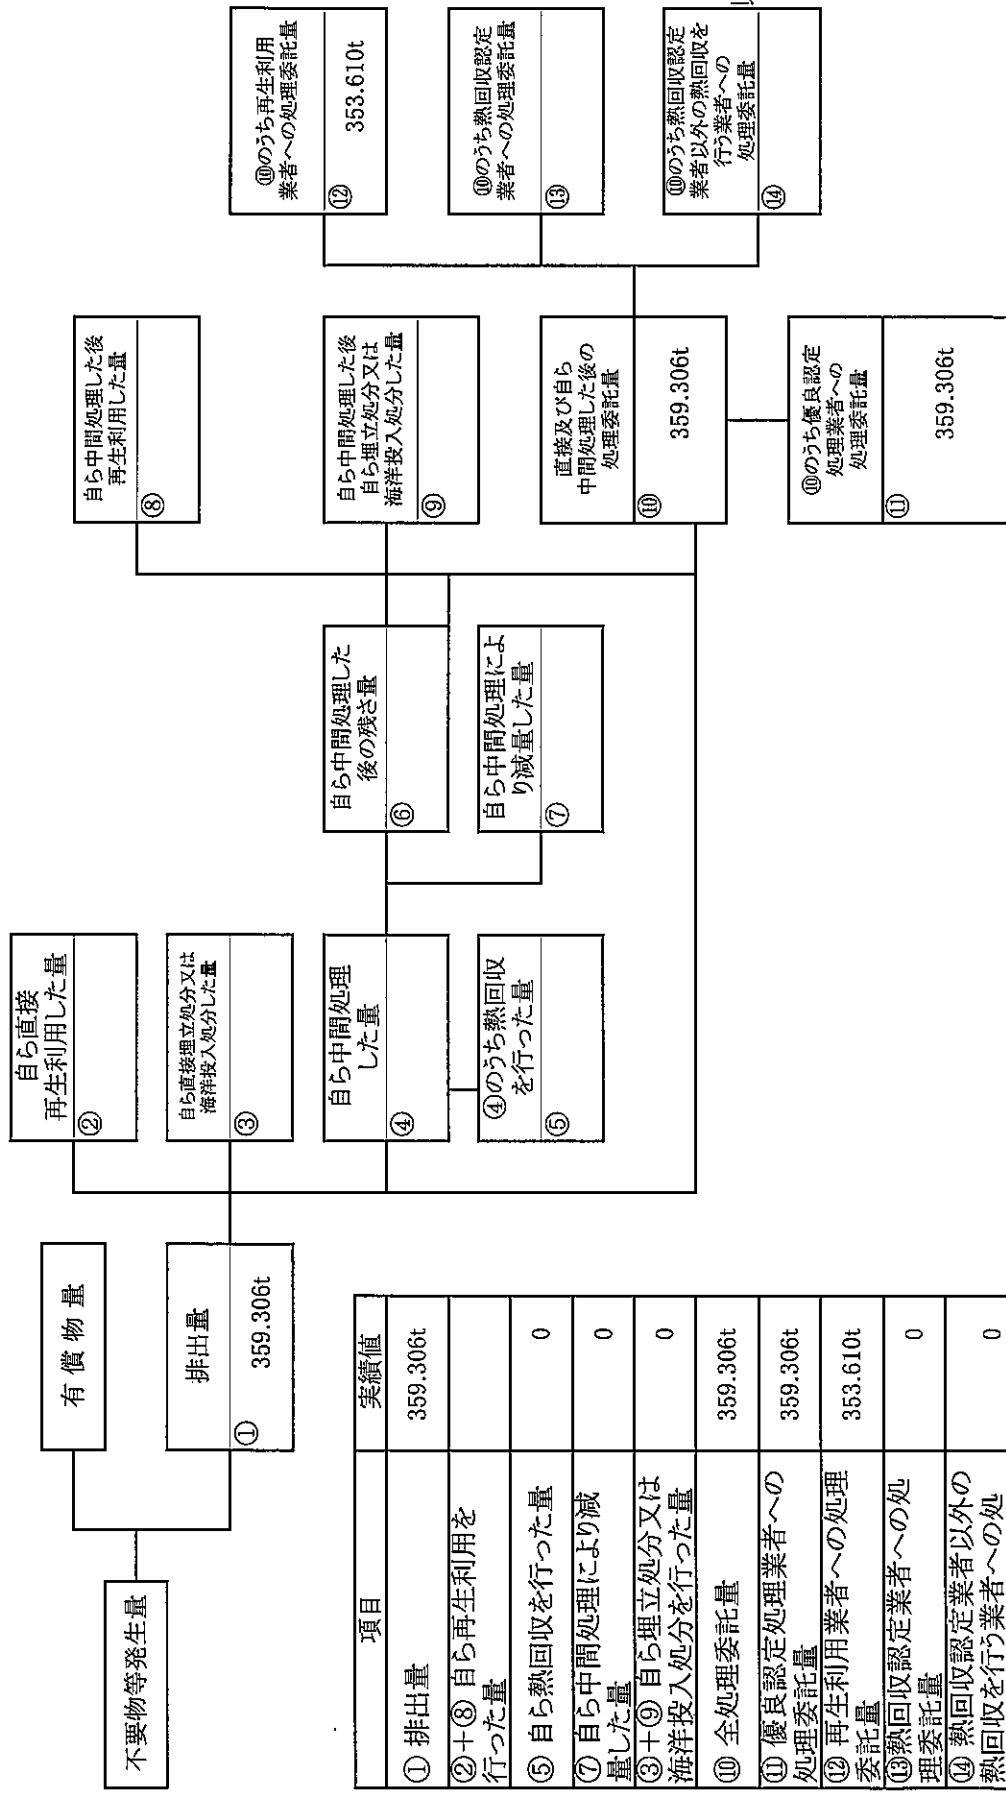 不要物等発生量
有償物量
排出量
①
359.306t
自ら直接
再生利用した量
②
自ら直接埋立処分又は
海洋投入処分した量
③
自ら中間処理
した量
④
④のうち熱回収
を行った量
⑤
自ら中間処理した
後の残さ量
⑥
自ら中間処理によ
り減量した量
⑦
自ら中間処理した後
再生利用した量
⑧
自ら中間処理した後
自ら埋立処分又は
海洋投入処分した量
⑨
直接及び自ら
中間処理した後の
処理委託量
⑩
359.306t
⑩のうち優良認定
処理業者への
処理委託量
⑪
359.306t
⑩のうち再生利用
業者への処理委託量
⑫
353.610t
⑩のうち熱回収認定
業者への処理委託量
⑬
⑩のうち熱回収認定
業者以外の熱回収を
行う業者への
処理委託量
⑭
項目 実績値
① 排出量 359.306t
②+⑧ 自ら再生利用を
行った量
⑤ 自ら熱回収を行った量 0
⑦ 自ら中間処理により減
量した量 0
③+⑨ 自ら埋立処分又は
海洋投入処分を行った量 0
⑩ 全処理委託量 359.306t
⑪ 優良認定処理業者への
処理委託量 359.306t
⑫ 再生利用業者への処理
委託量 353.610t
⑬熱回収認定業者への処
理委託量 0
⑭ 熱回収認定業者以外の
熱回収を行う業者への処 0